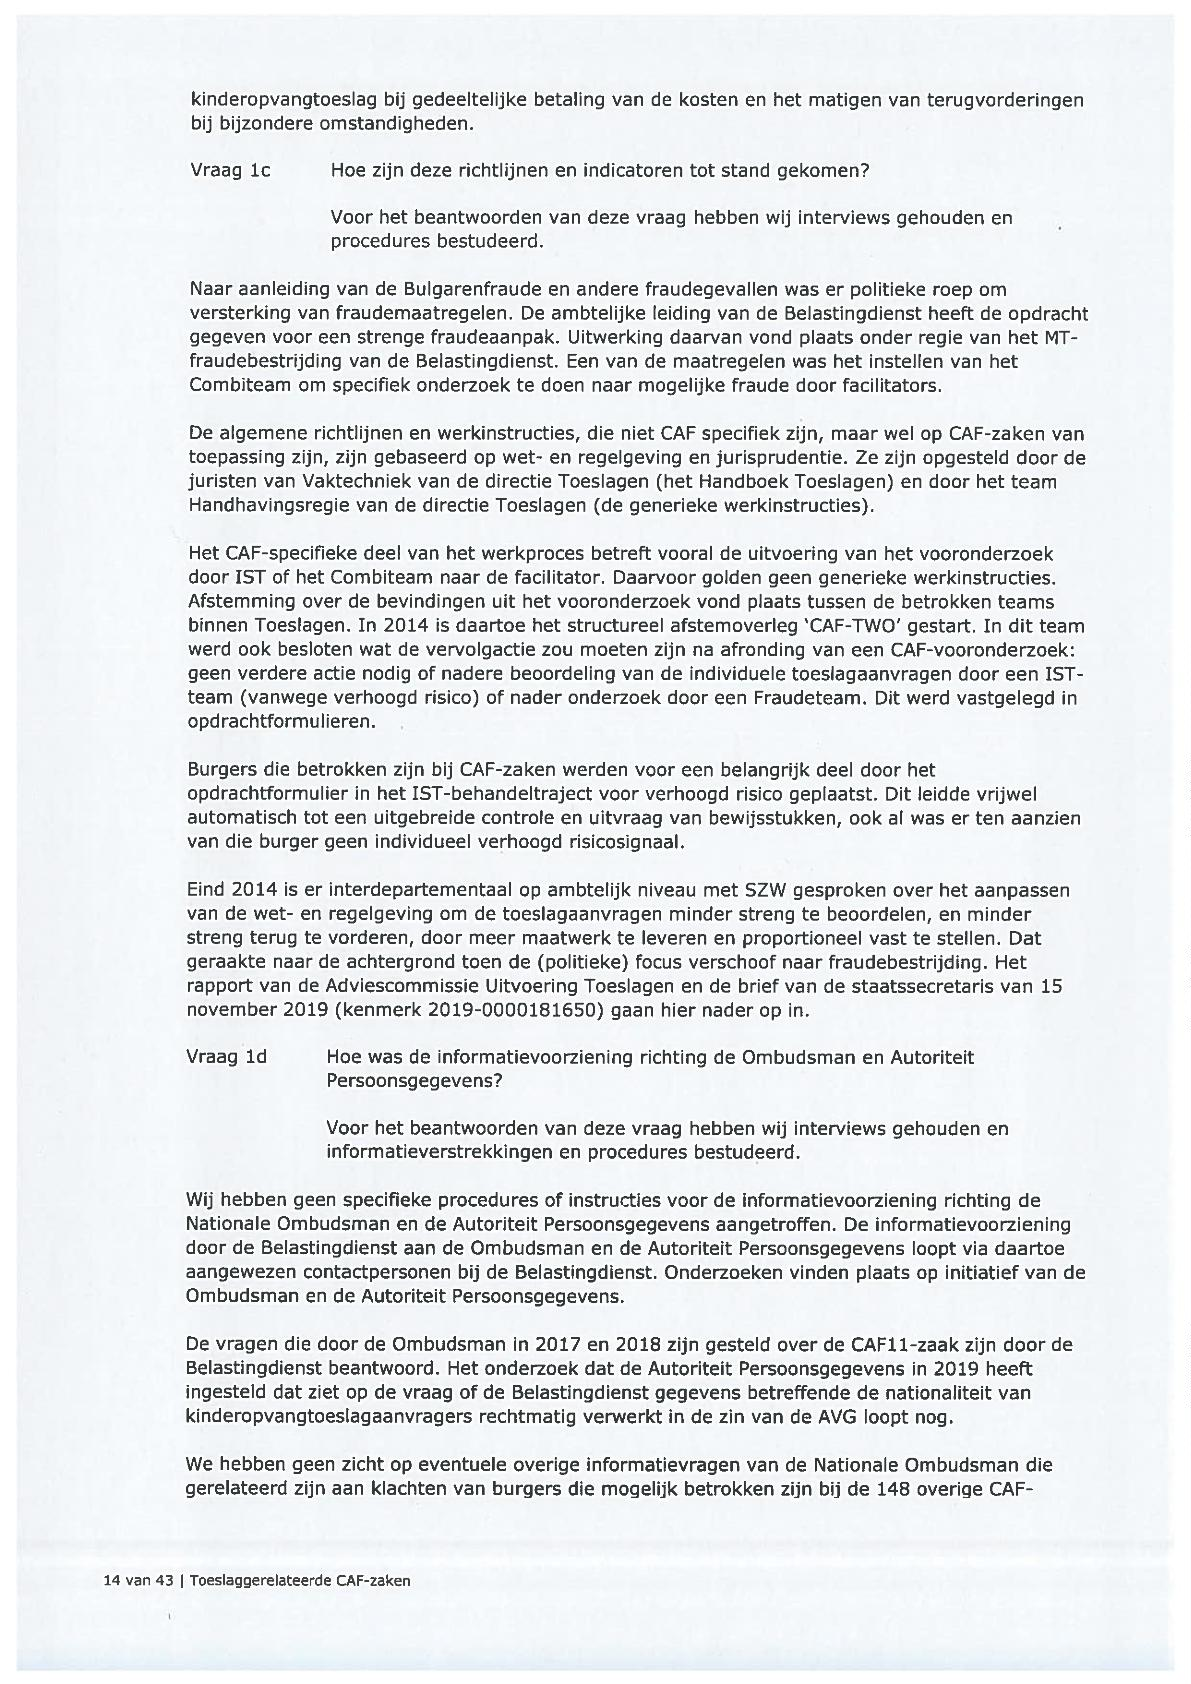 kinderopvangtoeslag bij gedeeltelijke betaling van de kosten en het matigen van terugvorderingen
bij bijzondere omstandigheden.
Vraag 1c Hoe zijn deze richtlijnen en indicatoren tot stand gekomen?
Voor het beantwoorden van deze vraag hebben wij interviews gehouden en
procedures bestudeerd.
Naar aanleiding van de Bulgarenfraude en andere fraudegevallen was er politieke roep om
versterking van fraudemaatregelen. De ambtelijke leiding van de Belastingdienst heeft de opdracht
gegeven voor een strenge fraudeaanpak. Uitwerking daarvan vond plaats onder regie van het MT-
fraudebestrijding van de Belastingdienst. Een van de maatregelen was het instellen van het
Combiteam om specifiek onderzoek te doen naar mogelijke fraude door facilitators.
De algemene richtlijnen en werkinstructies, die niet CAF specifiek zijn, maar wel op CAF-zaken van
toepassing zijn, zijn gebaseerd op wet- en regelgeving en jurisprudentie. Ze zijn opgesteld door de
juristen van Vaktechniek van de directie Toeslagen (het Handboek Toeslagen) en door het team
Handhavingsregie van de directie Toeslagen (de generieke werkinstructies).
Het CAF-specifieke deel van het werkproces betreft vooral de uitvoering van het vooronderzoek
door IST of het Combiteam naar de facilitator. Daarvoor golden geen generieke werkinstructies.
Afstemming over de bevindingen uit het vooronderzoek vond plaats tussen de betrokken teams
binnen Toeslagen. In 2014 is daartoe het structureel afstemoverleg 'CAF-TWO' gestart. In dit team
werd ook besloten wat de vervolgactie zou moeten zijn na afronding van een CAF-vooronderzoek:
geen verdere actie nodig of nadere beoordeling van de individuele toeslagaanvragen door een IST-
team (vanwege verhoogd risico) of nader onderzoek door een Fraudeteam. Dit werd vastgelegd in
opdrachtformulieren.
Burgers die betrokken zijn bij CAF-zaken werden voor een belangrijk deel door het
opdrachtformulier in het IST-behandeltraject voor verhoogd risico geplaatst. Dit leidde vrijwel
automatisch tot een uitgebreide controle en uitvraag van bewijsstukken, ook al was er ten aanzien
van die burger geen individueel verhoogd risicosignaal.
Eind 2014 is er interdepartementaal op ambtelijk niveau met SZW gesproken over het aanpassen
van de wet- en regelgeving om de toeslagaanvragen minder streng te beoordelen, en minder
streng terug te vorderen, door meer maatwerk te leveren en proportioneel vast te stellen. Dat
geraakte naar de achtergrond toen de (politieke) focus verschoof naar fraudebestrijding. Het
rapport van de Adviescommissie Uitvoering Toeslagen en de brief van de staatssecretaris van 15
november 2019 (kenmerk 2019-0000181650) gaan hier nader op in.
Vraag 1d Hoe was de informatievoorziening richting de Ombudsman en Autoriteit
Persoonsgegevens?
Voor het beantwoorden van deze vraag hebben wij interviews gehouden en
informatieverstrekkingen en procedures bestudeerd.
Wij hebben geen specifieke procedures of instructies voor de informatievoorziening richting de
Nationale Ombudsman en de Autoriteit Persoonsgegevens aangetroffen. De informatievoorziening
door de Belastingdienst aan de Ombudsman en de Autoriteit Persoonsgegevens loopt via daartoe
aangewezen contactpersonen bij de Belastingdienst. Onderzoeken vinden plaats op initiatief van de
Ombudsman en de Autoriteit Persoonsgegevens.
De vragen die door de Ombudsman in 2017 en 2018 zijn gesteld over de CAF11-zaak zijn door de
Belastingdienst beantwoord. Het onderzoek dat de Autoriteit Persoonsgegevens in 2019 heeft
ingesteld dat ziet op de vraag of de Belastingdienst gegevens betreffende de nationaliteit van
kinderopvangtoeslagaanvragers rechtmatig verwerkt in de zin van de AVG loopt nog.
We hebben geen zicht op eventuele overige informatievragen van de Nationale Ombudsman die
gerelateerd zijn aan klachten van burgers die mogelijk betrokken zijn bij de 148 overige CAF-
14 van 43 | Toeslaggerelateerde CAF-zaken